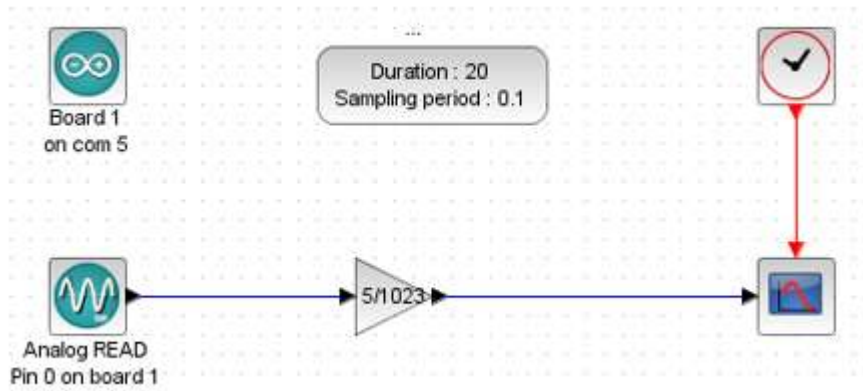 ...
Duration : 20
Sampling period : 0.1
Board 1
on com 5
5/1023
Analog READ
Pin 0 on board 1